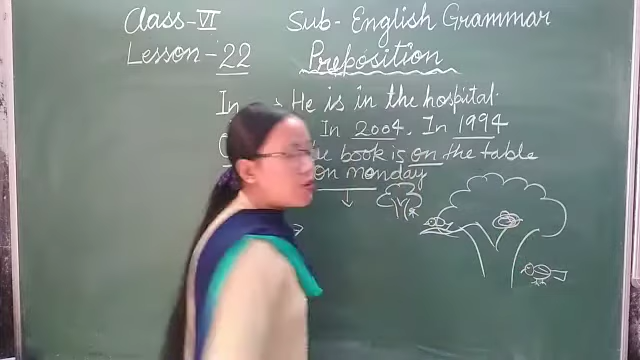 Class-VI Sub-English Grammar
Lesson-22 Preposition
In He is in the hospital.
In 2004, In 1994
book is on the table
on monday